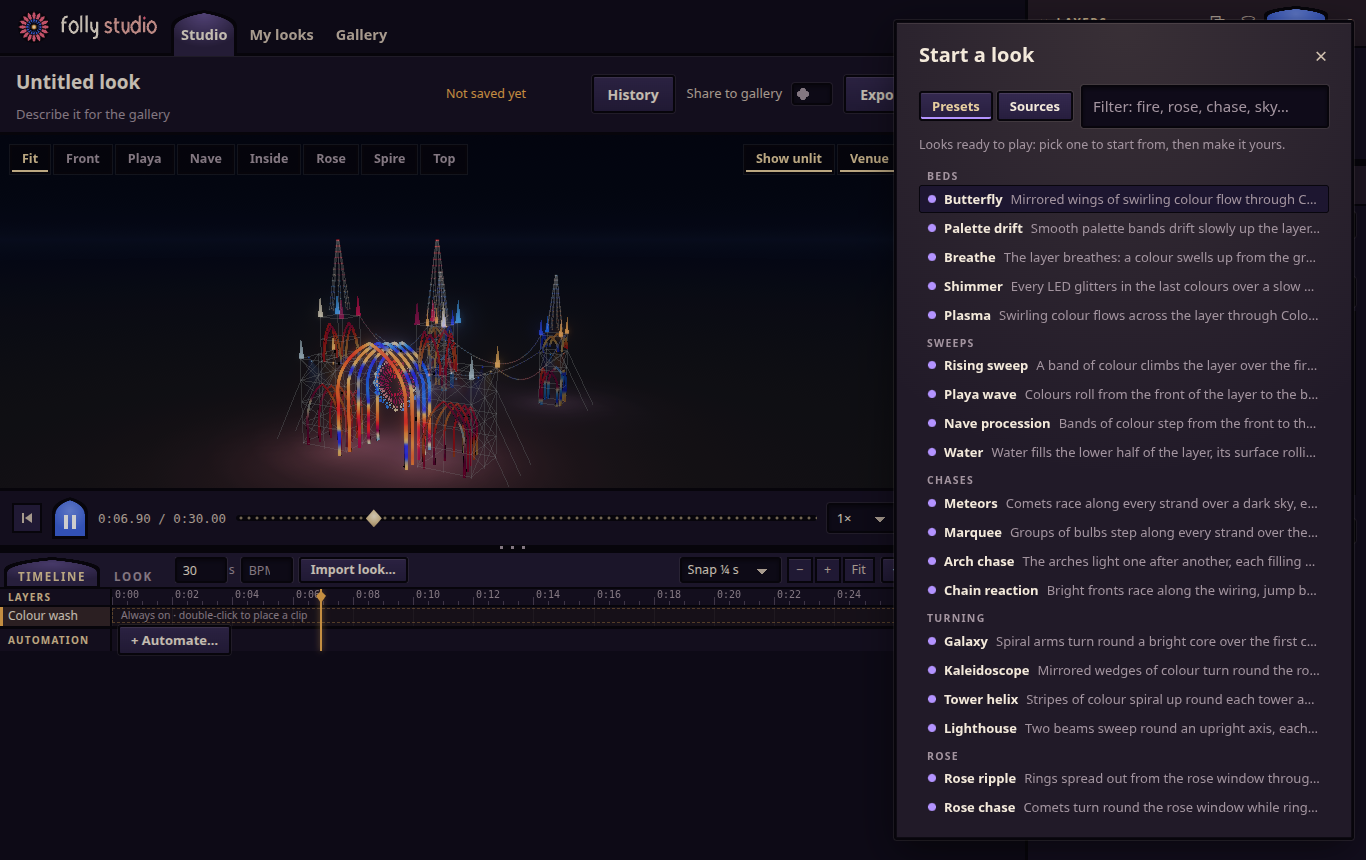 folly studio
Studio
My looks
Gallery
Untitled look
Describe it for the gallery
Not saved yet
History
Share to gallery
Fit
Front
Playa
Nave
Inside
Rose
Spire
Top
Show unlit
Venue
0:06.90 / 0:30.00
1×
TIMELINE
LOOK
30 s
BPM
Import look...
Snap ¼ s
−
+
Fit
LAYERS
0:00
0:02
0:04
0:08
0:10
0:12
0:14
0:16
0:18
0:20
0:22
0:24
Colour wash
Always on · double-click to place a clip
AUTOMATION
+ Automate...
Start a look
×
Presets
Sources
Filter: fire, rose, chase, sky...
Looks ready to play: pick one to start from, then make it yours.
BEDS
Butterfly Mirrored wings of swirling colour flow through C...
Palette drift Smooth palette bands drift slowly up the layer...
Breathe The layer breathes: a colour swells up from the gr...
Shimmer Every LED glitters in the last colours over a slow ...
Plasma Swirling colour flows across the layer through Colo...
SWEEPS
Rising sweep A band of colour climbs the layer over the fir...
Playa wave Colours roll from the front of the layer to the b...
Nave procession Bands of colour step from the front to th...
Water Water fills the lower half of the layer, its surface rolli...
CHASES
Meteors Comets race along every strand over a dark sky, e...
Marquee Groups of bulbs step along every strand over the...
Arch chase The arches light one after another, each filling ...
Chain reaction Bright fronts race along the wiring, jump b...
TURNING
Galaxy Spiral arms turn round a bright core over the first c...
Kaleidoscope Mirrored wedges of colour turn round the ro...
Tower helix Stripes of colour spiral up round each tower a...
Lighthouse Two beams sweep round an upright axis, each...
ROSE
Rose ripple Rings spread out from the rose window throug...
Rose chase Comets turn round the rose window while ring...